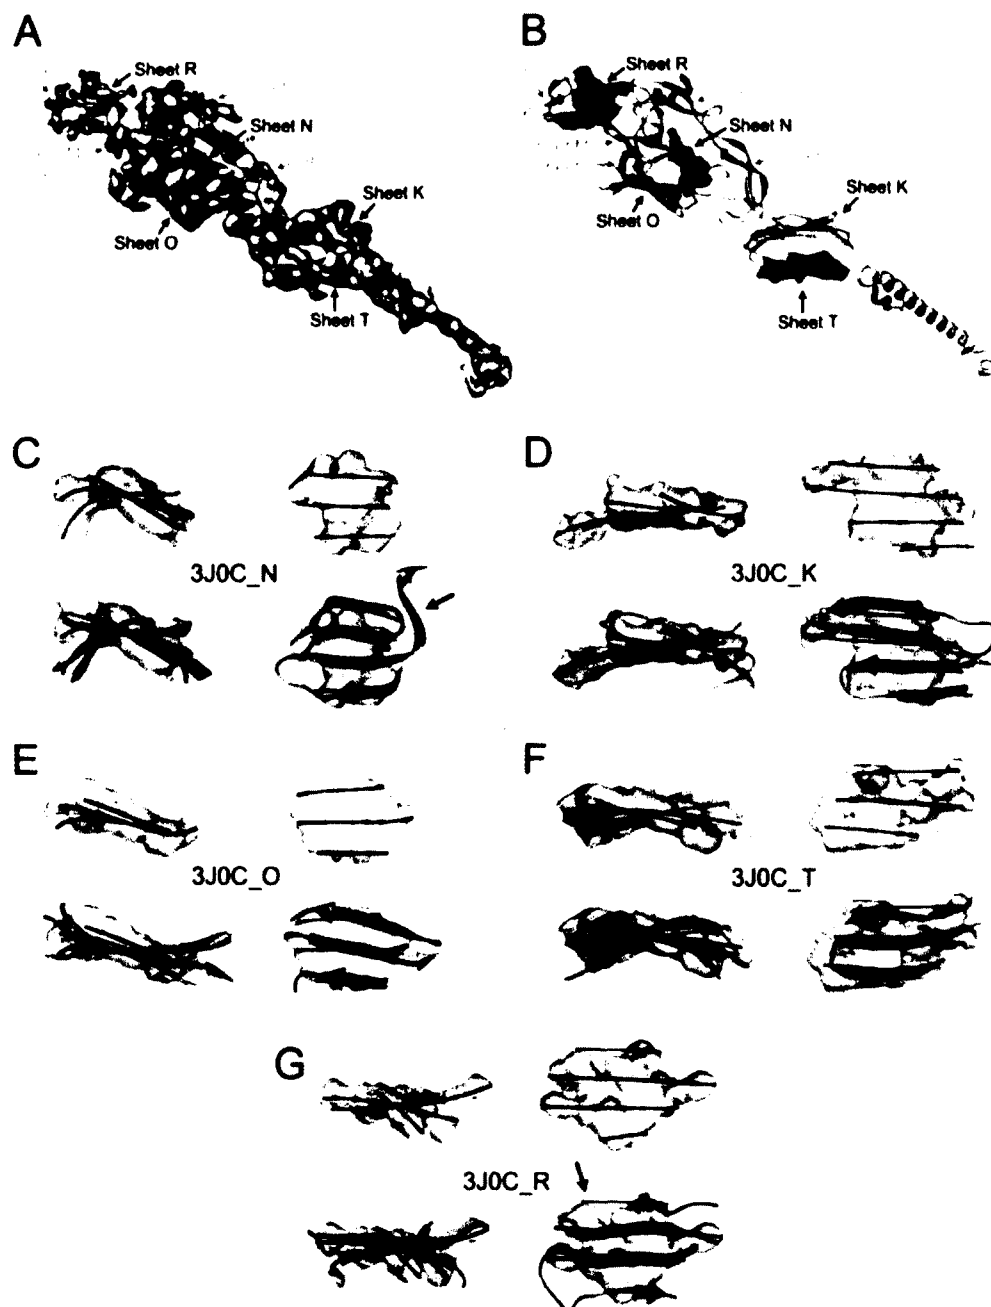 A
Sheet R
Sheet N
Sheet K
Sheet O
Sheet T
B
Sheet R
Sheet N
Sheet K
Sheet O
Sheet T
C
3J0C_N
D
3J0C_K
E
3J0C_O
F
3J0C_T
G
3J0C_R